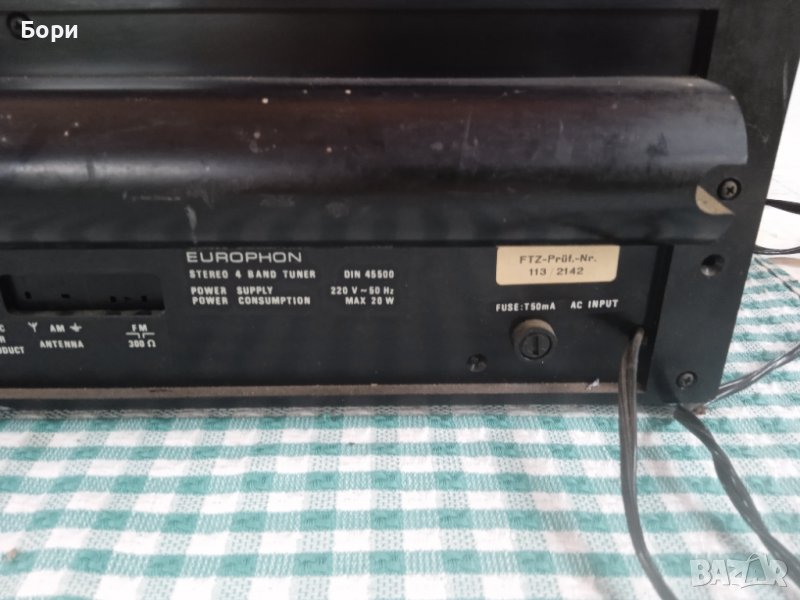 Бори
EUROPHON
STEREO 4 BAND TUNER DIN 45500
POWER SUPPLY 220 V ~ 50 Hz
POWER CONSUMPTION MAX 20 W
FTZ-Prüf.-Nr.
113 / 2142
FUSE: T50mA AC INPUT
AM FM
ANTENNA 300 Ω
BAZAR